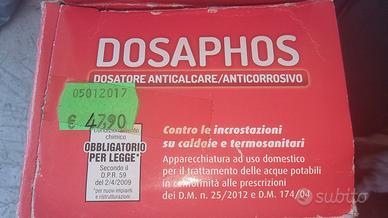 DOSAPHOS
DOSATORE ANTICALCARE/ANTICORROSIVO
05012017
€ 47,90
Condizionamento
chimico
OBBLIGATORIO
PER LEGGE*
Secondo il
D.P.R. 59
del 2/4/2009
*per nuovi impianti
e ristrutturazioni
Contro le incrostazioni
su caldaie e termosanitari
Apparecchiatura ad uso domestico
per il trattamento delle acque potabili
in conformità alle prescrizioni
dei D.M. n. 25/2012 e D.M. 174/04
subito